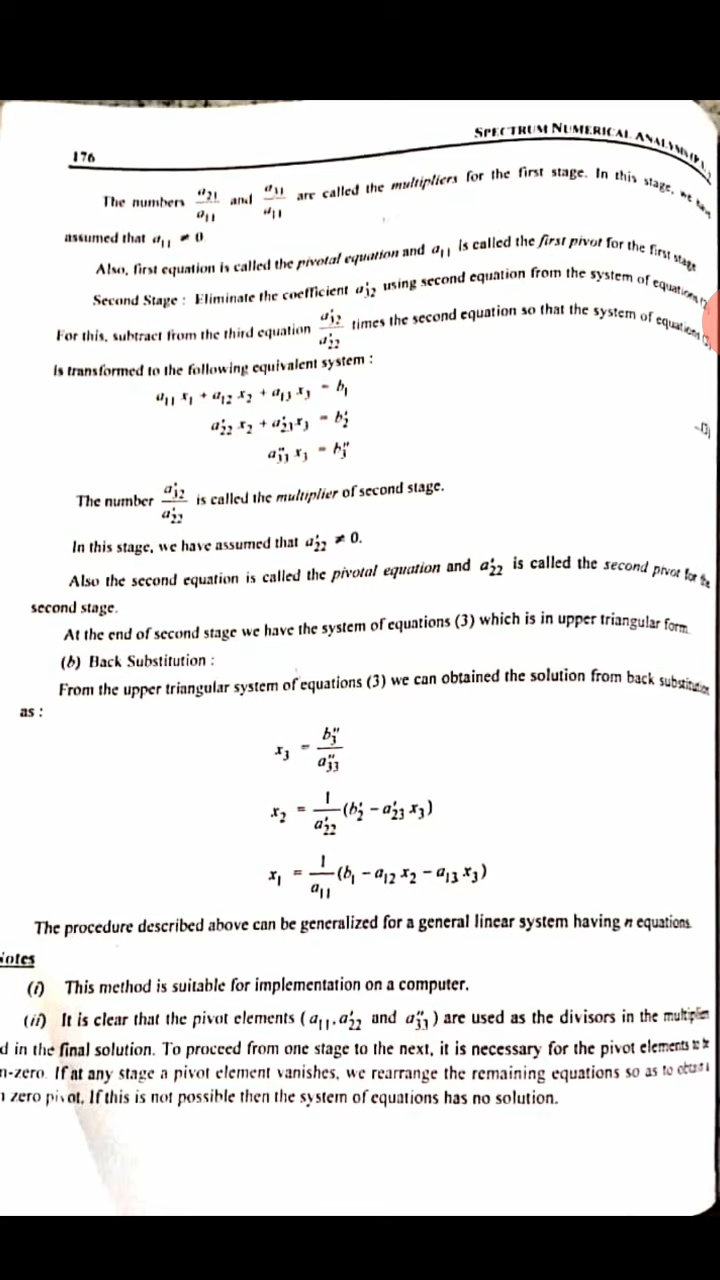 SPECTRUM NUMERICAL ANALYSIS
176
The numbers a₂₁/a₁₁ and a₃₁/a₁₁ are called the multipliers for the first stage. In this stage, we have
assumed that a₁₁ ≠ 0
Also, first equation is called the pivotal equation and a₁₁ is called the first pivot for the first stage
Second Stage : Eliminate the coefficient a′₃₂ using second equation from the system of equations
For this, subtract from the third equation a′₃₂/a′₂₂ times the second equation so that the system of equations
is transformed to the following equivalent system :
a₁₁ x₁ + a₁₂ x₂ + a₁₃ x₃ = b₁
a′₂₂ x₂ + a′₂₃ x₃ = b′₂
a″₃₃ x₃ = b″₃
...(3)
The number a′₃₂/a′₂₂ is called the multiplier of second stage.
In this stage, we have assumed that a′₂₂ ≠ 0.
Also the second equation is called the pivotal equation and a′₂₂ is called the second pivot for the
second stage.
At the end of second stage we have the system of equations (3) which is in upper triangular form.
(b) Back Substitution :
From the upper triangular system of equations (3) we can obtained the solution from back substitution
as :
x₃ = b″₃/a″₃₃
x₂ = 1/a′₂₂ (b′₂ − a′₂₃ x₃)
x₁ = 1/a₁₁ (b₁ − a₁₂ x₂ − a₁₃ x₃)
The procedure described above can be generalized for a general linear system having n equations.
Notes
(i) This method is suitable for implementation on a computer.
(ii) It is clear that the pivot elements (a₁₁, a′₂₂ and a″₃₃) are used as the divisors in the multiplier
d in the final solution. To proceed from one stage to the next, it is necessary for the pivot elements to be
n-zero. If at any stage a pivot element vanishes, we rearrange the remaining equations so as to obtain a
n zero pivot. If this is not possible then the system of equations has no solution.